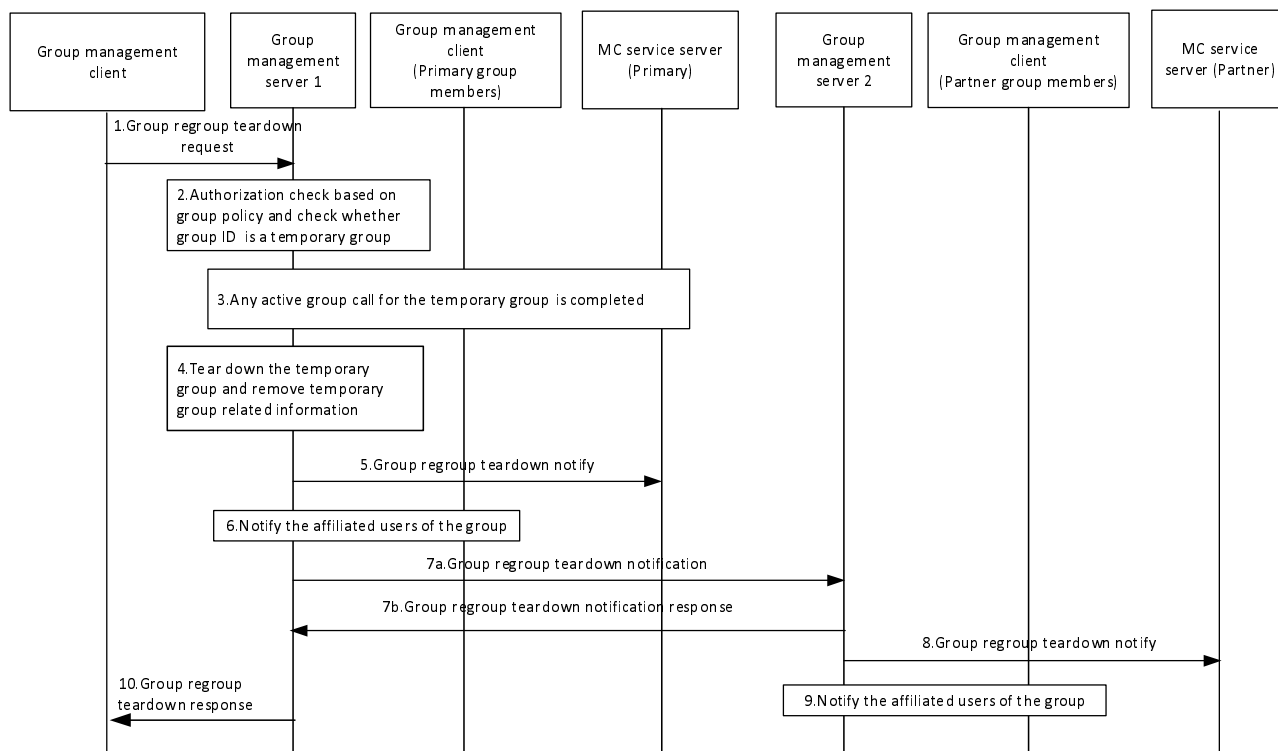 Group management
client
Group
management
server 1
Group management
client
(Primary group
members)
MC service server
(Primary)
Group
management
server 2
Group management
client
(Partner group members)
MC service
server (Partner)
1.Group regroup teardown
request
2.Authorization check based on
group policy and check whether
group ID is a temporary group
3.Any active group call for the temporary group is completed
4.Tear down the temporary
group and remove temporary
group related information
5.Group regroup teardown notify
6.Notify the affiliated users of the group
7a.Group regroup teardown notification
7b.Group regroup teardown notification response
8.Group regroup teardown notify
9.Notify the affiliated users of the group
10.Group regroup
teardown response